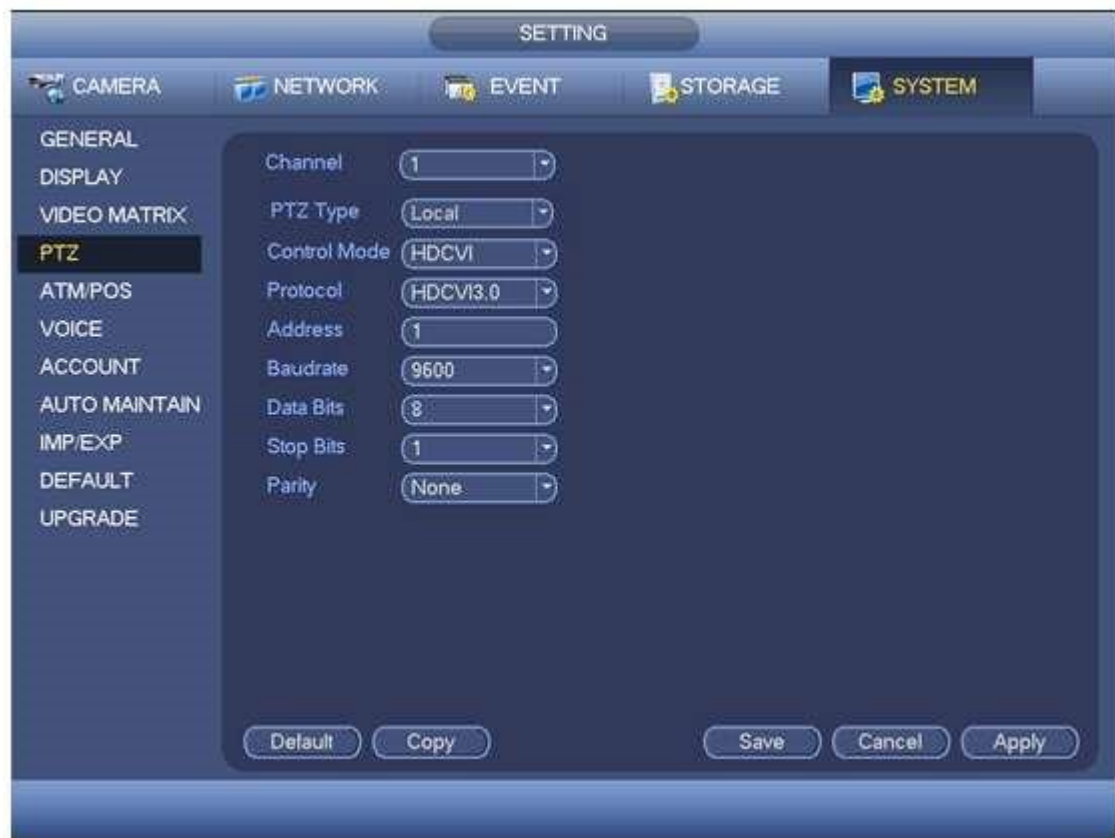 SETTING
CAMERA NETWORK EVENT STORAGE SYSTEM
GENERAL
DISPLAY
VIDEO MATRIX
PTZ
ATM/POS
VOICE
ACCOUNT
AUTO MAINTAIN
IMP/EXP
DEFAULT
UPGRADE
Channel 1
PTZ Type Local
Control Mode HDCVI
Protocol HDCVI3.0
Address 1
Baudrate 9600
Data Bits 8
Stop Bits 1
Parity None
Default Copy Save Cancel Apply